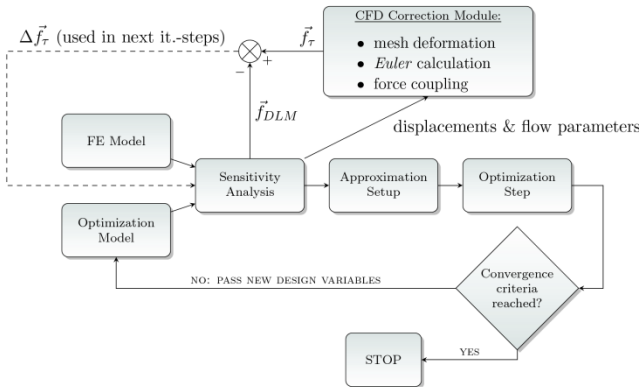 CFD Correction Module:
• mesh deformation
• Euler calculation
• force coupling
Δf⃗τ (used in next it.-steps)
f⃗τ
+
−
f⃗DLM
displacements & flow parameters
FE Model
Sensitivity
Analysis
Approximation
Setup
Optimization
Step
Optimization
Model
Convergence
criteria
reached?
NO: PASS NEW DESIGN VARIABLES
YES
STOP